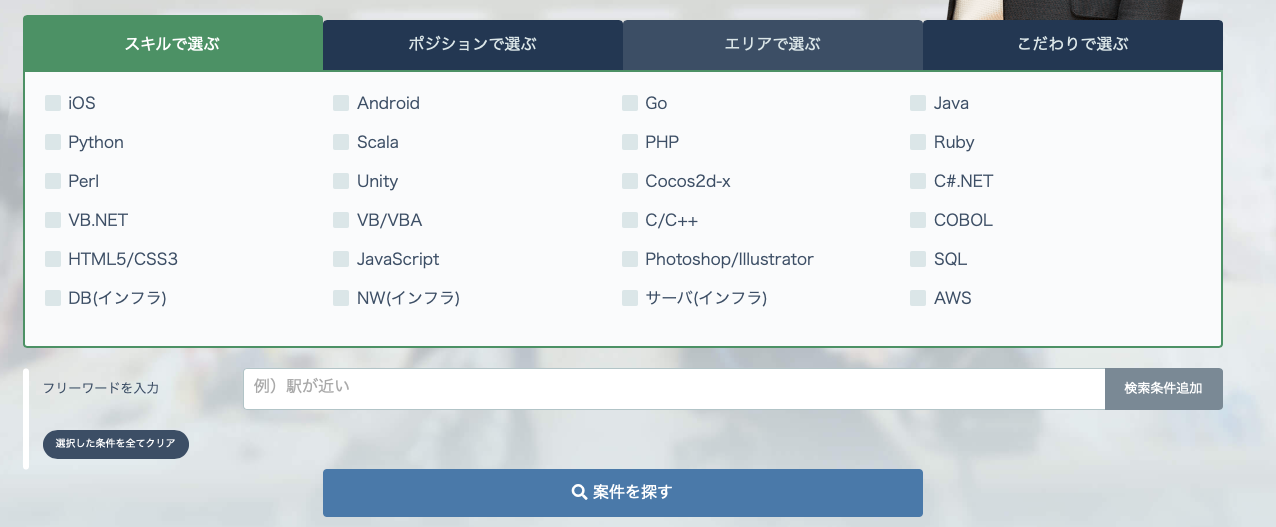 スキルで選ぶ ポジションで選ぶ エリアで選ぶ こだわりで選ぶ
iOS Android Go Java
Python Scala PHP Ruby
Perl Unity Cocos2d-x C#.NET
VB.NET VB/VBA C/C++ COBOL
HTML5/CSS3 JavaScript Photoshop/Illustrator SQL
DB(インフラ) NW(インフラ) サーバ(インフラ) AWS
フリーワードを入力 例）駅が近い 検索条件追加
選択した条件を全てクリア
案件を探す